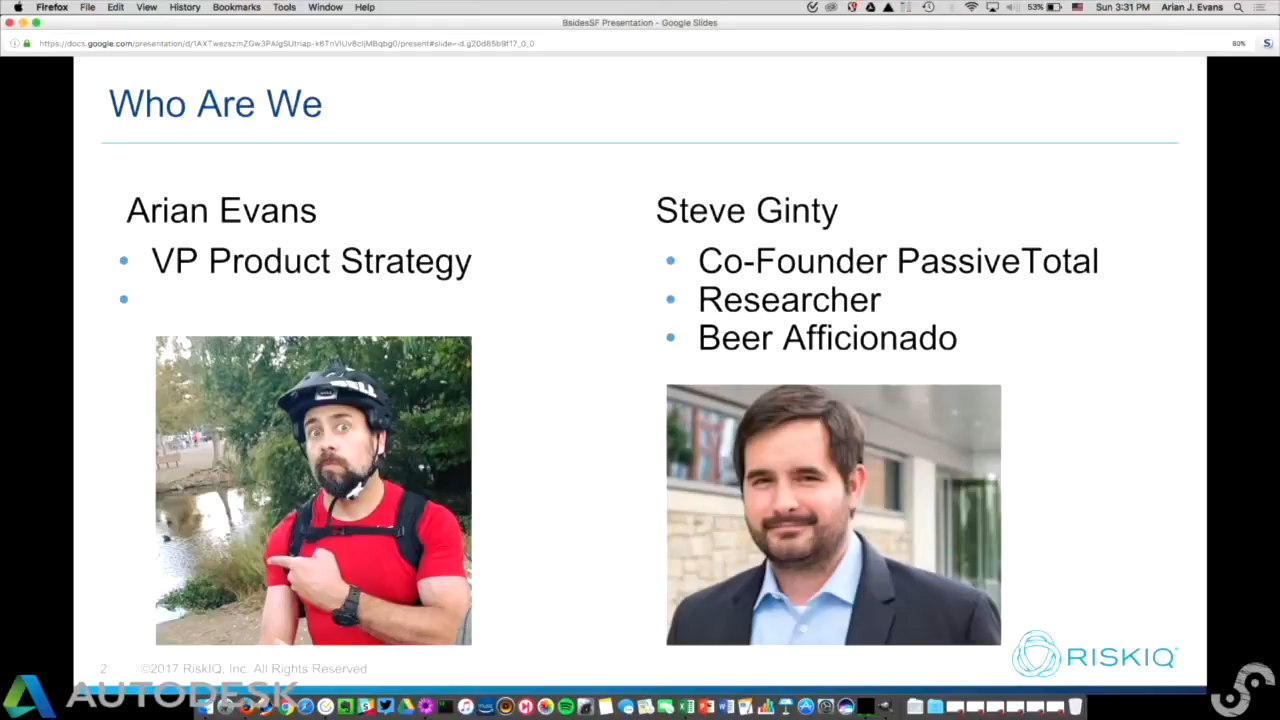 Firefox File Edit View History Bookmarks Tools Window Help 53% Sun 3:31 PM Arian J. Evans
BsidesSF Presentation - Google Slides
80%
Who Are We
Arian Evans
VP Product Strategy
Steve Ginty
Co-Founder PassiveTotal
Researcher
Beer Afficionado
RISKIQ
2 ©2017 RiskIQ, Inc. All Rights Reserved
AUTODESK